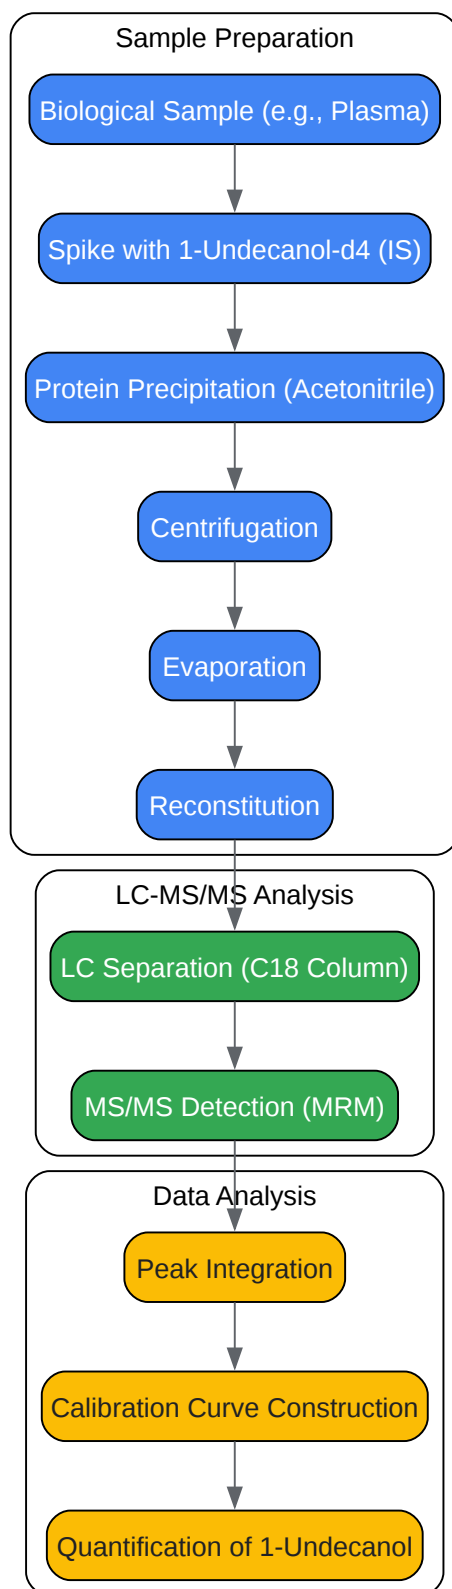 Sample Preparation
Biological Sample (e.g., Plasma)
Spike with 1-Undecanol-d4 (IS)
Protein Precipitation (Acetonitrile)
Centrifugation
Evaporation
Reconstitution
LC-MS/MS Analysis
LC Separation (C18 Column)
MS/MS Detection (MRM)
Data Analysis
Peak Integration
Calibration Curve Construction
Quantification of 1-Undecanol